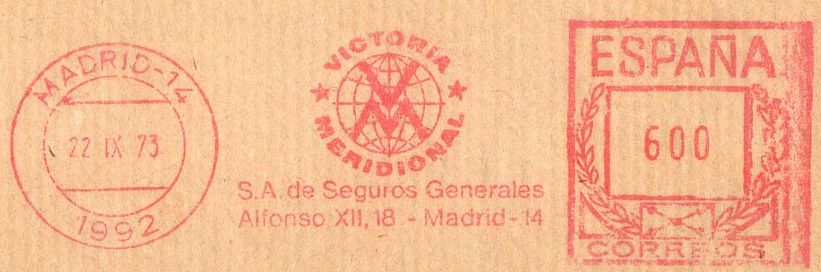 MADRID-14
22 IX 73
1992
VICTORIA
VM
MERIDIONAL
S.A. de Seguros Generales
Alfonso XII, 18 - Madrid-14
ESPAÑA
600
CORREOS